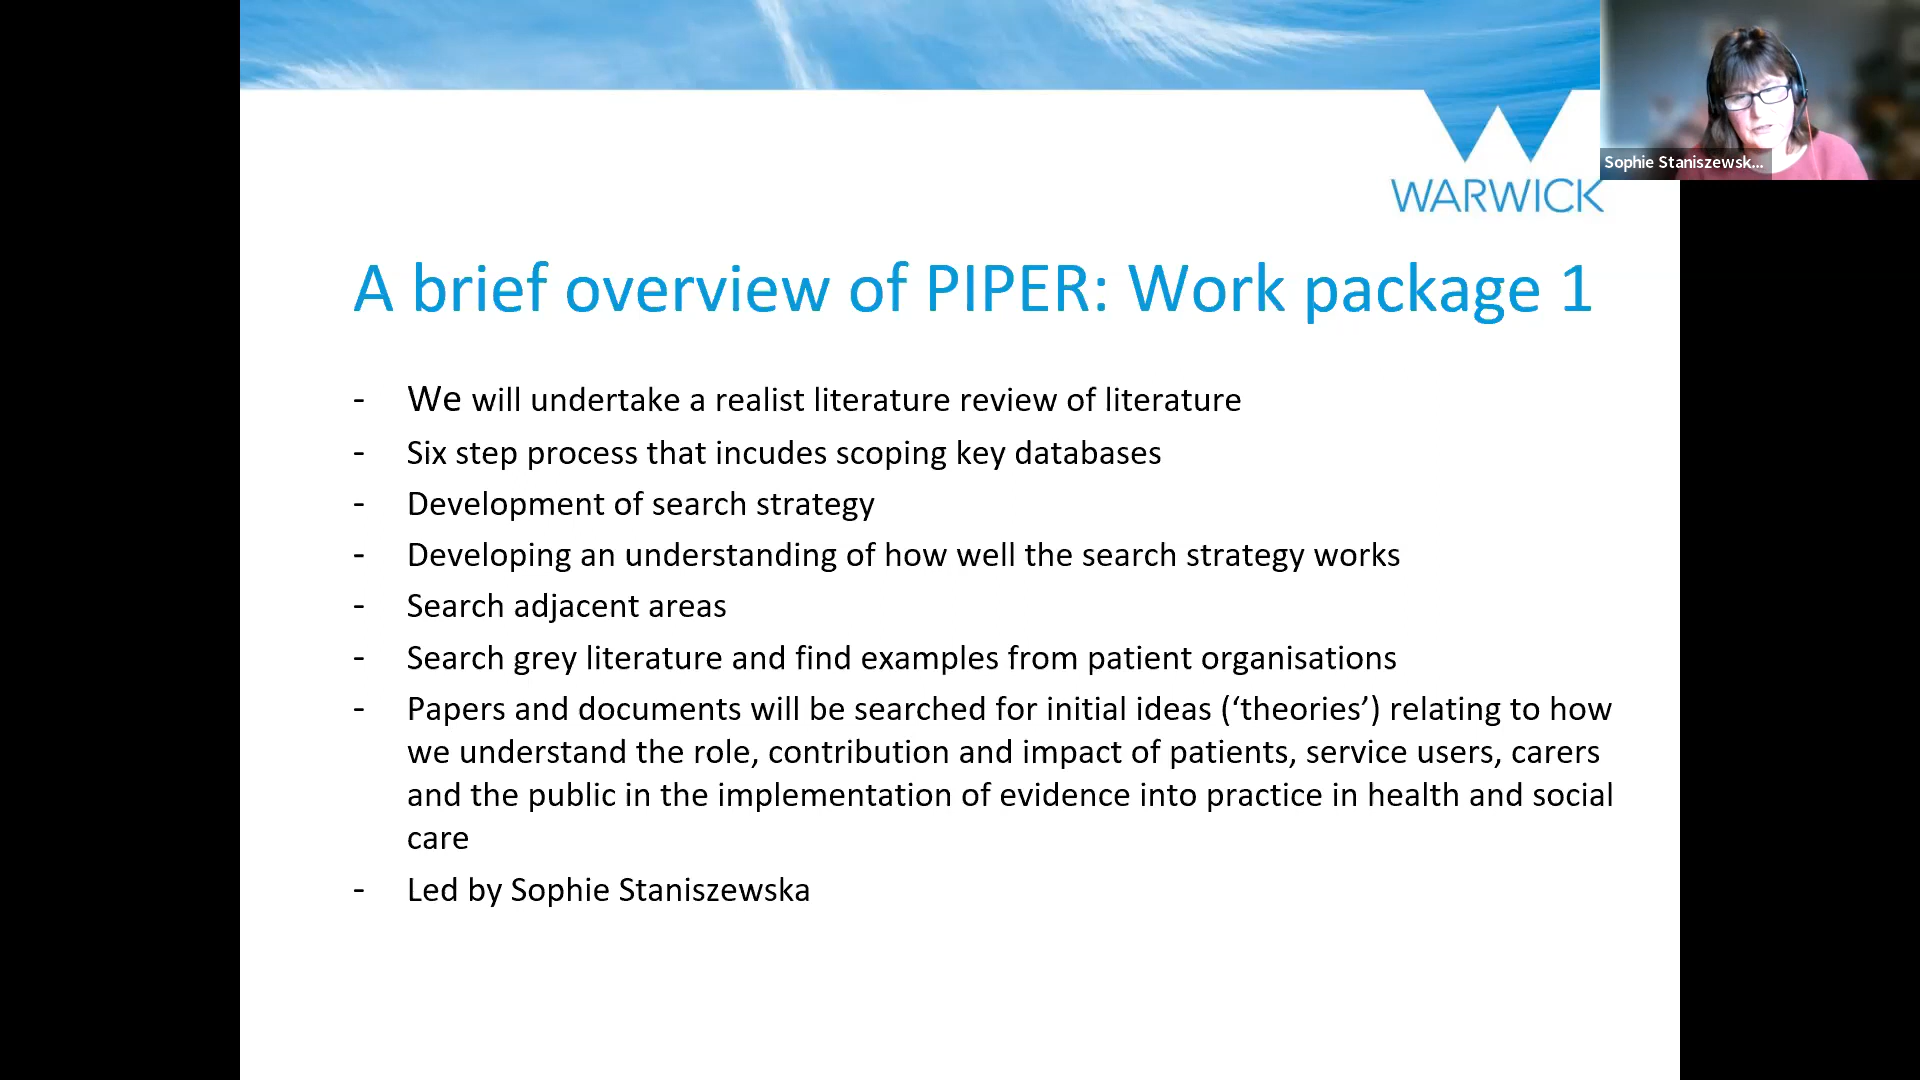 Sophie Staniszewsk...
WARWICK
A brief overview of PIPER: Work package 1
- We will undertake a realist literature review of literature
- Six step process that incudes scoping key databases
- Development of search strategy
- Developing an understanding of how well the search strategy works
- Search adjacent areas
- Search grey literature and find examples from patient organisations
- Papers and documents will be searched for initial ideas (‘theories’) relating to how
we understand the role, contribution and impact of patients, service users, carers
and the public in the implementation of evidence into practice in health and social
care
- Led by Sophie Staniszewska